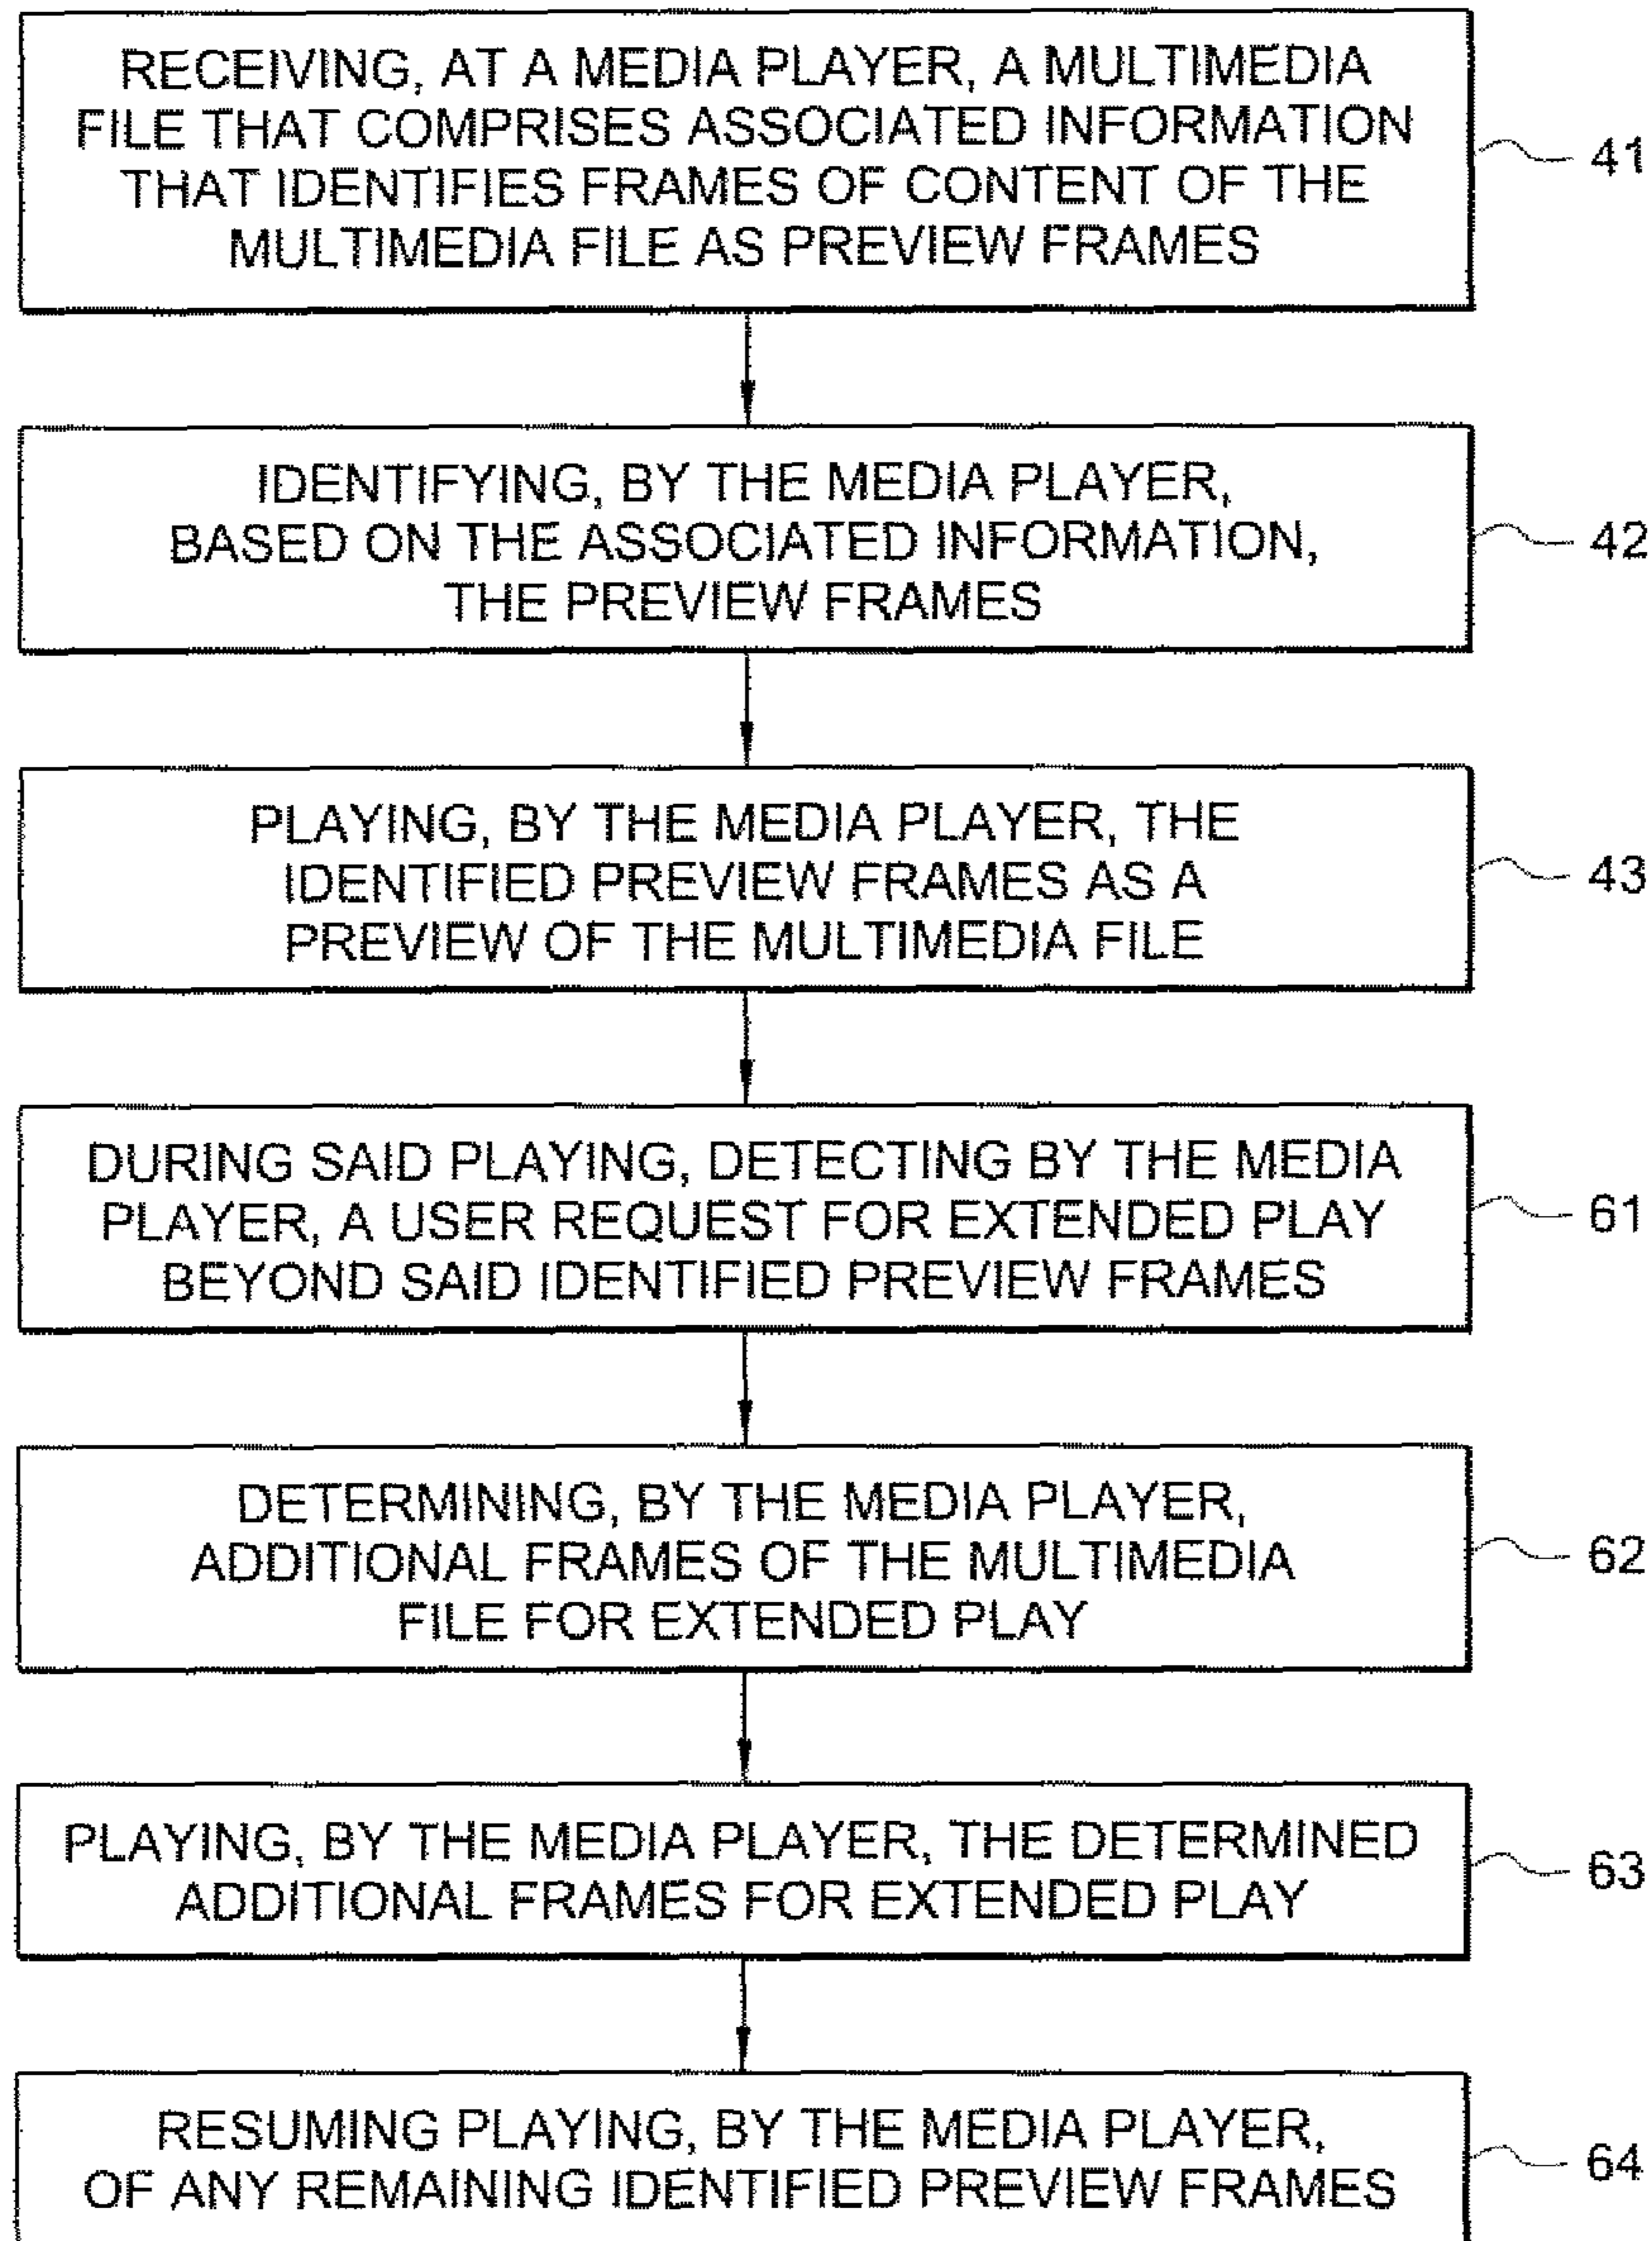 RECEIVING, AT A MEDIA PLAYER, A MULTIMEDIA
FILE THAT COMPRISES ASSOCIATED INFORMATION
THAT IDENTIFIES FRAMES OF CONTENT OF THE
MULTIMEDIA FILE AS PREVIEW FRAMES
41
IDENTIFYING, BY THE MEDIA PLAYER,
BASED ON THE ASSOCIATED INFORMATION,
THE PREVIEW FRAMES
42
PLAYING, BY THE MEDIA PLAYER, THE
IDENTIFIED PREVIEW FRAMES AS A
PREVIEW OF THE MULTIMEDIA FILE
43
DURING SAID PLAYING, DETECTING BY THE MEDIA
PLAYER, A USER REQUEST FOR EXTENDED PLAY
BEYOND SAID IDENTIFIED PREVIEW FRAMES
61
DETERMINING, BY THE MEDIA PLAYER,
ADDITIONAL FRAMES OF THE MULTIMEDIA
FILE FOR EXTENDED PLAY
62
PLAYING, BY THE MEDIA PLAYER, THE DETERMINED
ADDITIONAL FRAMES FOR EXTENDED PLAY
63
RESUMING PLAYING, BY THE MEDIA PLAYER,
OF ANY REMAINING IDENTIFIED PREVIEW FRAMES
64